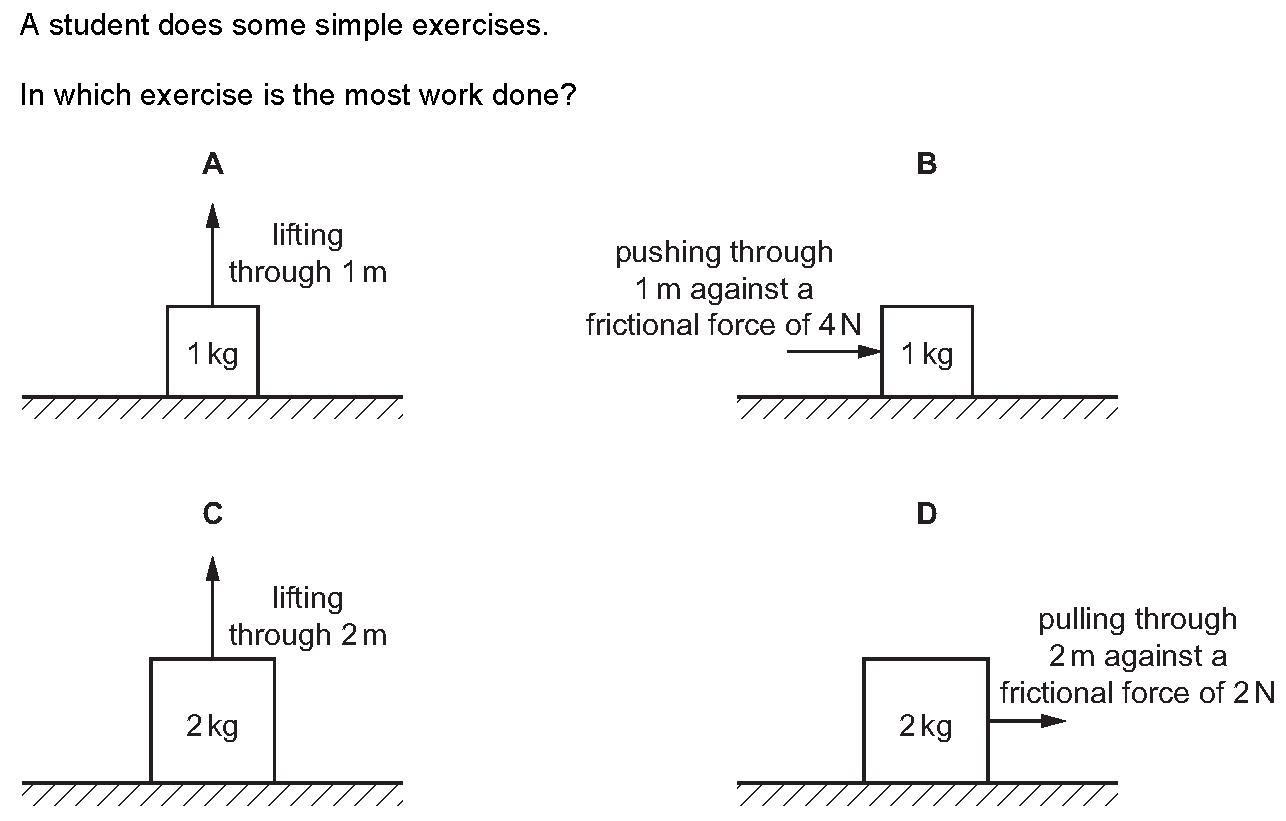 A student does some simple exercises.
In which exercise is the most work done?
A
lifting
through 1 m
1 kg
B
pushing through
1 m against a
frictional force of 4 N
1 kg
C
lifting
through 2 m
2 kg
D
pulling through
2 m against a
frictional force of 2 N
2 kg